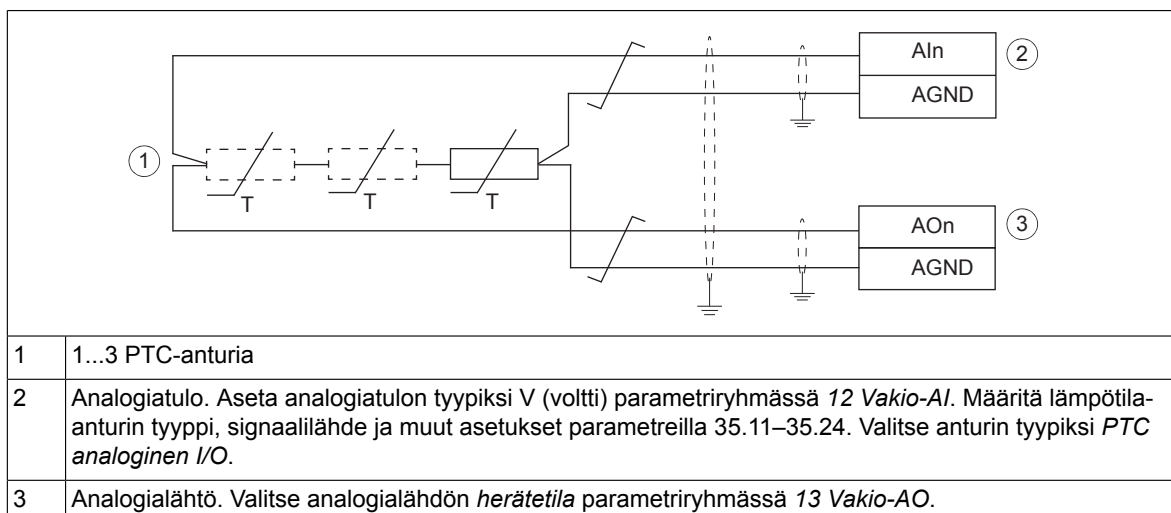 AIn
2
AGND
1
T
T
T
AOn
3
AGND
1 1...3 PTC-anturia
2 Analogiatulo. Aseta analogiatulon tyypiksi V (voltti) parametriryhmässä 12 Vakio-AI. Määritä lämpötila-
anturin tyyppi, signaalilähde ja muut asetukset parametreilla 35.11–35.24. Valitse anturin tyypiksi PTC
analoginen I/O.
3 Analogialähtö. Valitse analogialähdön herätetila parametriryhmässä 13 Vakio-AO.